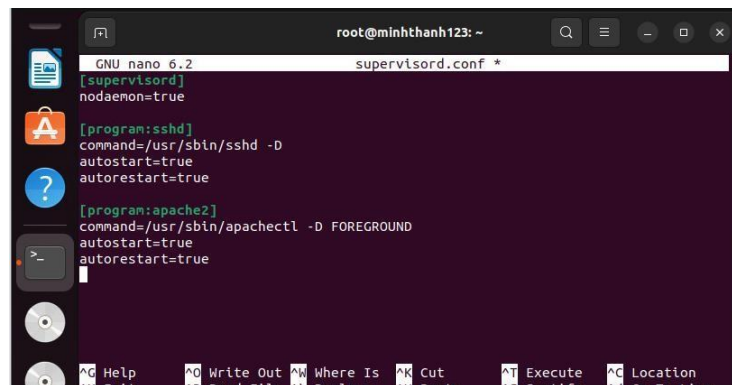 root@minhthanh123: ~
GNU nano 6.2 supervisord.conf *
[supervisord]
nodaemon=true
[program:sshd]
command=/usr/sbin/sshd -D
autostart=true
autorestart=true
[program:apache2]
command=/usr/sbin/apachectl -D FOREGROUND
autostart=true
autorestart=true
^G Help ^O Write Out ^W Where Is ^K Cut ^T Execute ^C Location